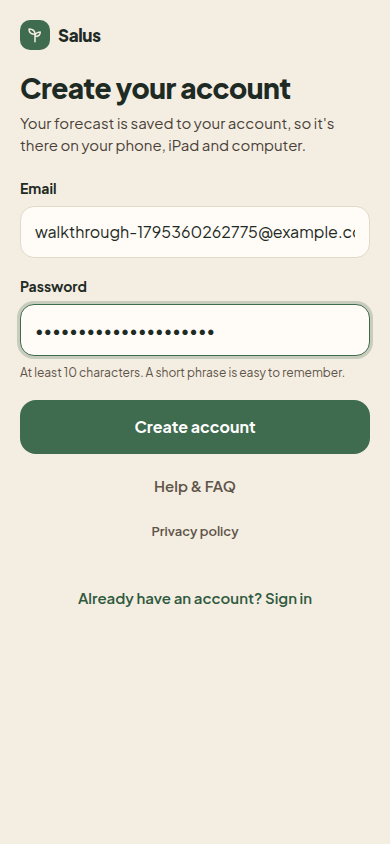 Salus
Create your account
Your forecast is saved to your account, so it's
there on your phone, iPad and computer.
Email
walkthrough-1795360262775@example.co
Password
•••••••••••••••••••••
At least 10 characters. A short phrase is easy to remember.
Create account
Help & FAQ
Privacy policy
Already have an account? Sign in